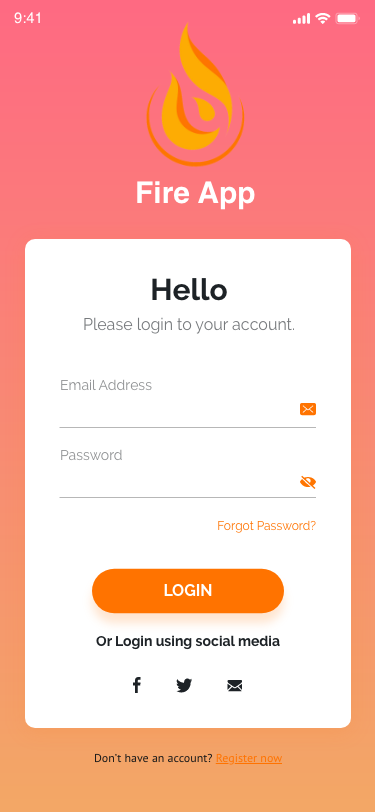 9:41
Fire App
Hello
Please login to your account.
Email Address
Password
Forgot Password?
LOGIN
Or Login using social media
Don't have an account? Register now